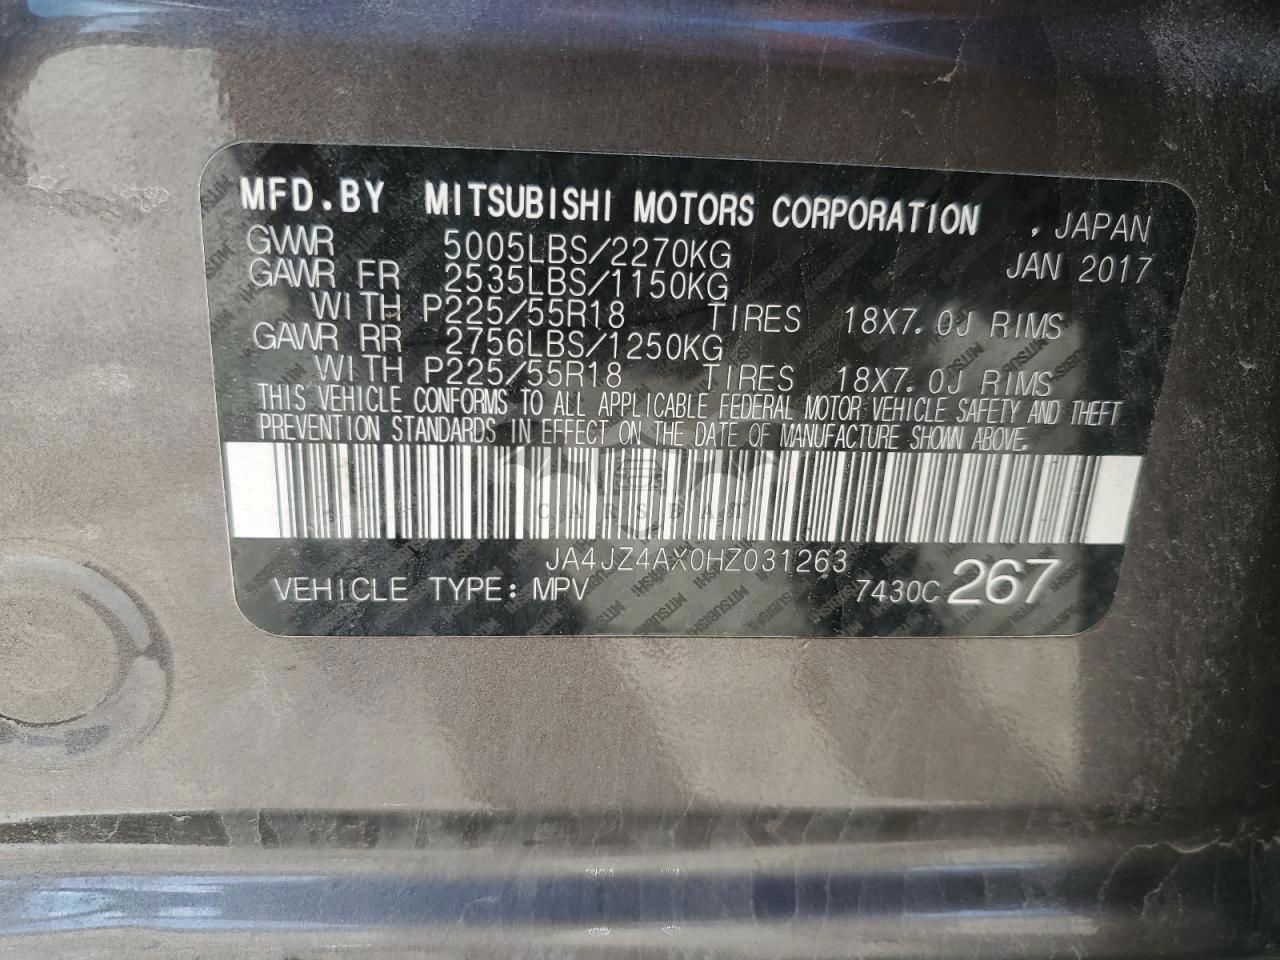 MFD.BY MITSUBISHI MOTORS CORPORATION , JAPAN
GVWR 5005LBS/2270KG JAN 2017
GAWR FR 2535LBS/1150KG
WITH P225/55R18 TIRES 18X7.0J RIMS
GAWR RR 2756LBS/1250KG
WITH P225/55R18 TIRES 18X7.0J RIMS
THIS VEHICLE CONFORMS TO ALL APPLICABLE FEDERAL MOTOR VEHICLE SAFETY AND THEFT
PREVENTION STANDARDS IN EFFECT ON THE DATE OF MANUFACTURE SHOWN ABOVE.
JA4JZ4AX0HZ031263
VEHICLE TYPE: MPV 7430C 267